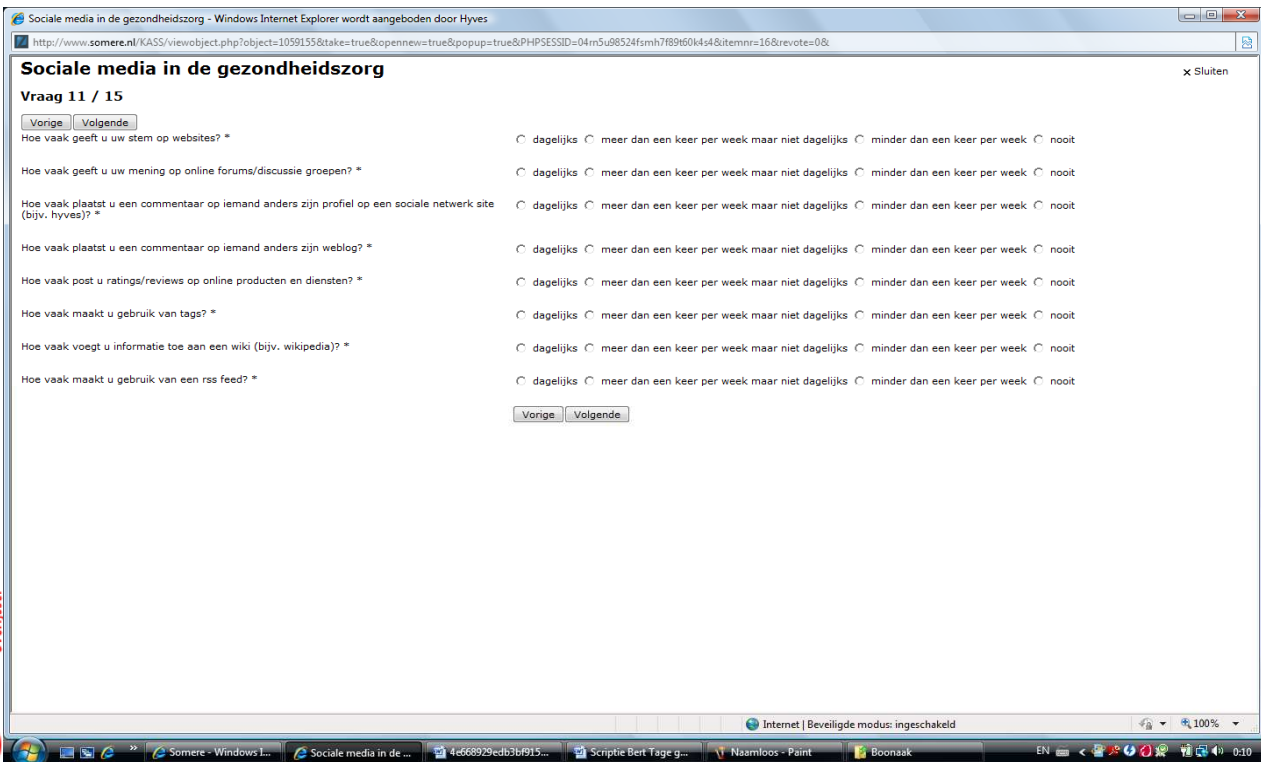 Sociale media in de gezondheidszorg - Windows Internet Explorer wordt aangeboden door Hyves
http://www.somere.nl/KASS/viewobject.php?object=1059155&take=true&opennew=true&popup=true&PHPSESSID=04rn5u98524fsmh7f89t60k4s4&itemnr=16&revote=0&
Sociale media in de gezondheidszorg
x Sluiten
Vraag 11 / 15
Vorige Volgende
Hoe vaak geeft u uw stem op websites? * dagelijks meer dan een keer per week maar niet dagelijks minder dan een keer per week nooit
Hoe vaak geeft u uw mening op online forums/discussie groepen? * dagelijks meer dan een keer per week maar niet dagelijks minder dan een keer per week nooit
Hoe vaak plaatst u een commentaar op iemand anders zijn profiel op een sociale netwerk site dagelijks meer dan een keer per week maar niet dagelijks minder dan een keer per week nooit
(bijv. hyves)? *
Hoe vaak plaatst u een commentaar op iemand anders zijn weblog? * dagelijks meer dan een keer per week maar niet dagelijks minder dan een keer per week nooit
Hoe vaak post u ratings/reviews op online producten en diensten? * dagelijks meer dan een keer per week maar niet dagelijks minder dan een keer per week nooit
Hoe vaak maakt u gebruik van tags? * dagelijks meer dan een keer per week maar niet dagelijks minder dan een keer per week nooit
Hoe vaak voegt u informatie toe aan een wiki (bijv. wikipedia)? * dagelijks meer dan een keer per week maar niet dagelijks minder dan een keer per week nooit
Hoe vaak maakt u gebruik van een rss feed? * dagelijks meer dan een keer per week maar niet dagelijks minder dan een keer per week nooit
Vorige Volgende
Internet | Beveiligde modus: ingeschakeld
100%
Somere - Windows I... Sociale media in de ... 4e668929edb3bf915... Scriptie Bert Tage g... Naamloos - Paint Boonaak EN 0:10